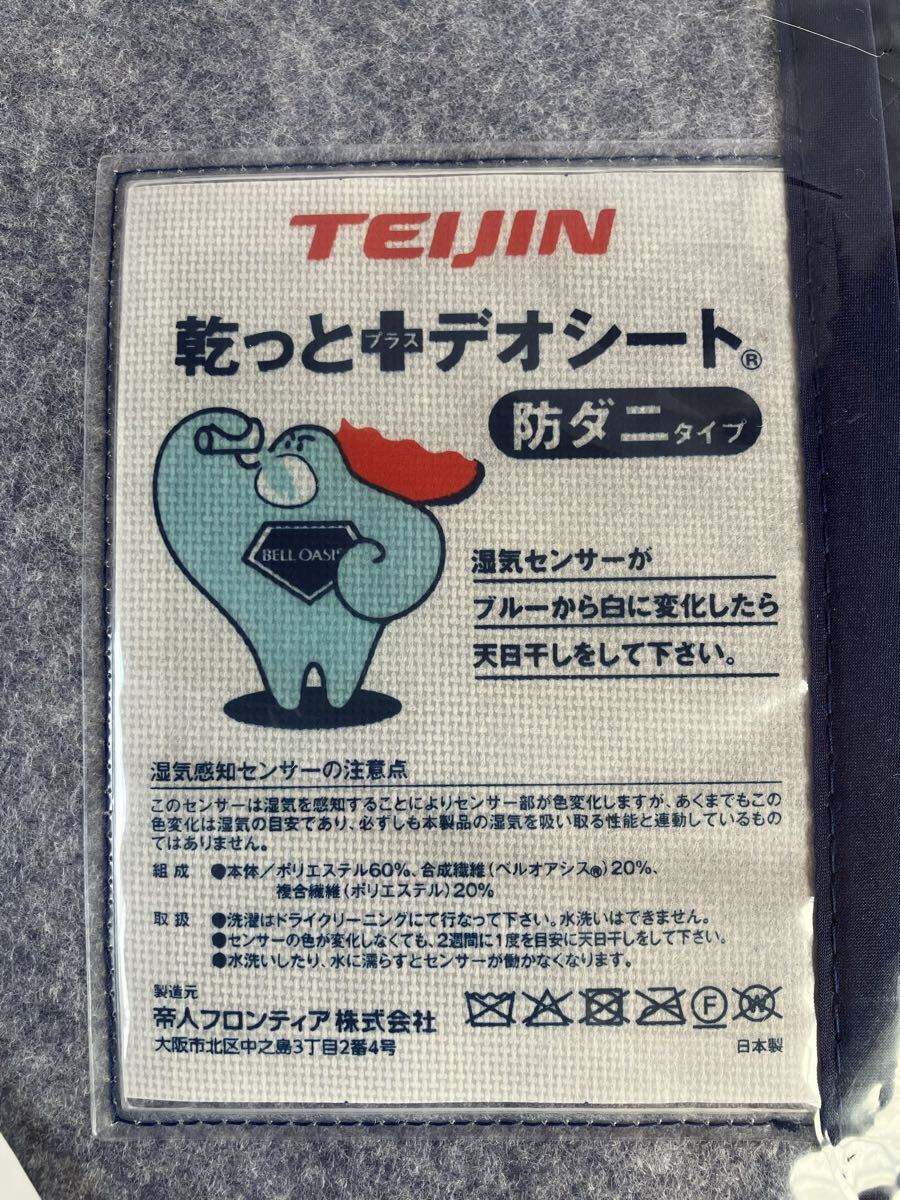 TEIJIN
乾っとプラスデオシート®
防ダニタイプ
BELL OASIS
湿気センサーが
ブルーから白に変化したら
天日干しをして下さい。
湿気感知センサーの注意点
このセンサーは湿気を感知することによりセンサー部が色変化しますが、あくまでもこの
色変化は湿気の目安であり、必ずしも本製品の湿気を吸い取る性能と連動しているもの
ではありません。
組成 ●本体/ポリエステル60%、合成繊維(ベルオアシス®)20%、
複合繊維(ポリエステル)20%
取扱 ●洗濯はドライクリーニングにて行なって下さい。水洗いはできません。
●センサーの色が変化しなくても、2週間に1度を目安に天日干しをして下さい。
●水洗いしたり、水に濡らすとセンサーが働かなくなります。
製造元
帝人フロンティア株式会社
大阪市北区中之島3丁目2番4号
F W
日本製